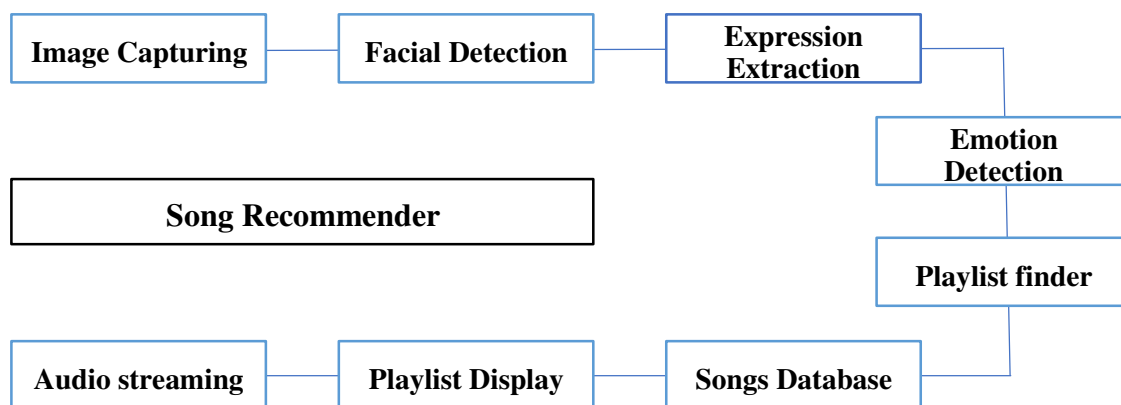 Image Capturing
Facial Detection
Expression
Extraction
Emotion
Detection
Song Recommender
Playlist finder
Audio streaming
Playlist Display
Songs Database